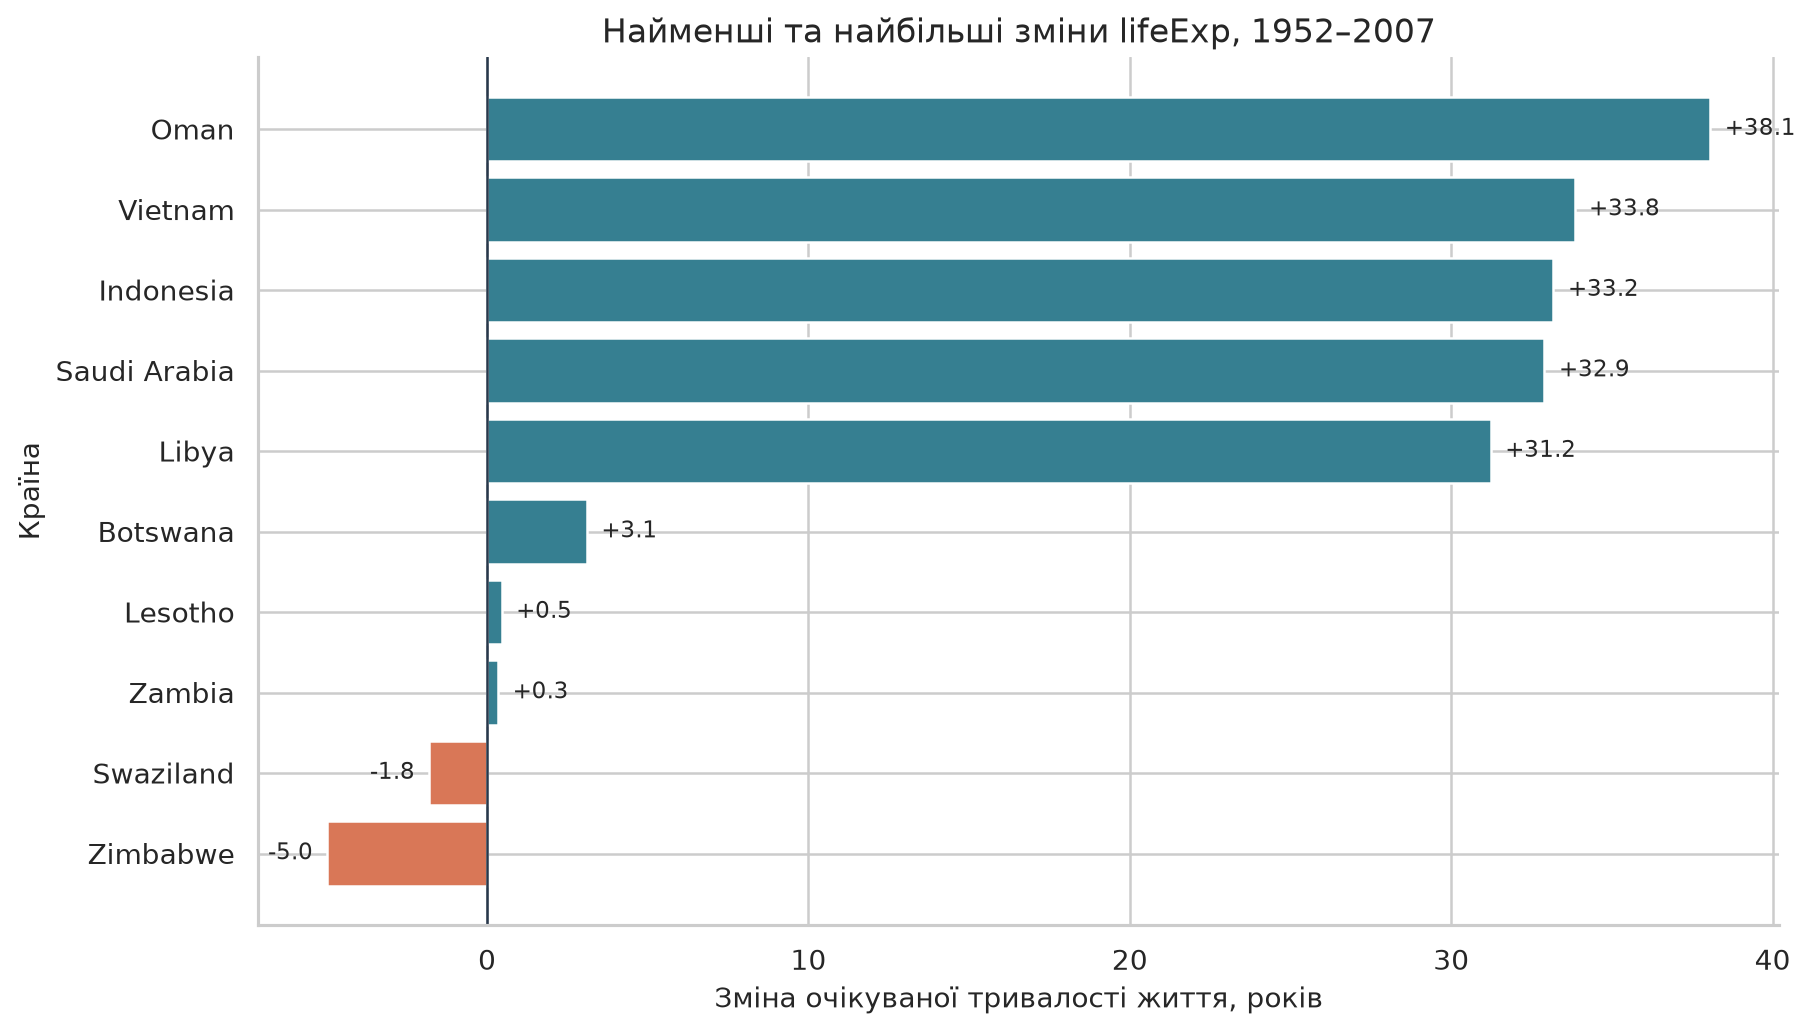 Найменші та найбільші зміни lifeExp, 1952–2007
Країна
Oman +38.1
Vietnam +33.8
Indonesia +33.2
Saudi Arabia +32.9
Libya +31.2
Botswana +3.1
Lesotho +0.5
Zambia +0.3
Swaziland -1.8
Zimbabwe -5.0
0 10 20 30 40
Зміна очікуваної тривалості життя, років